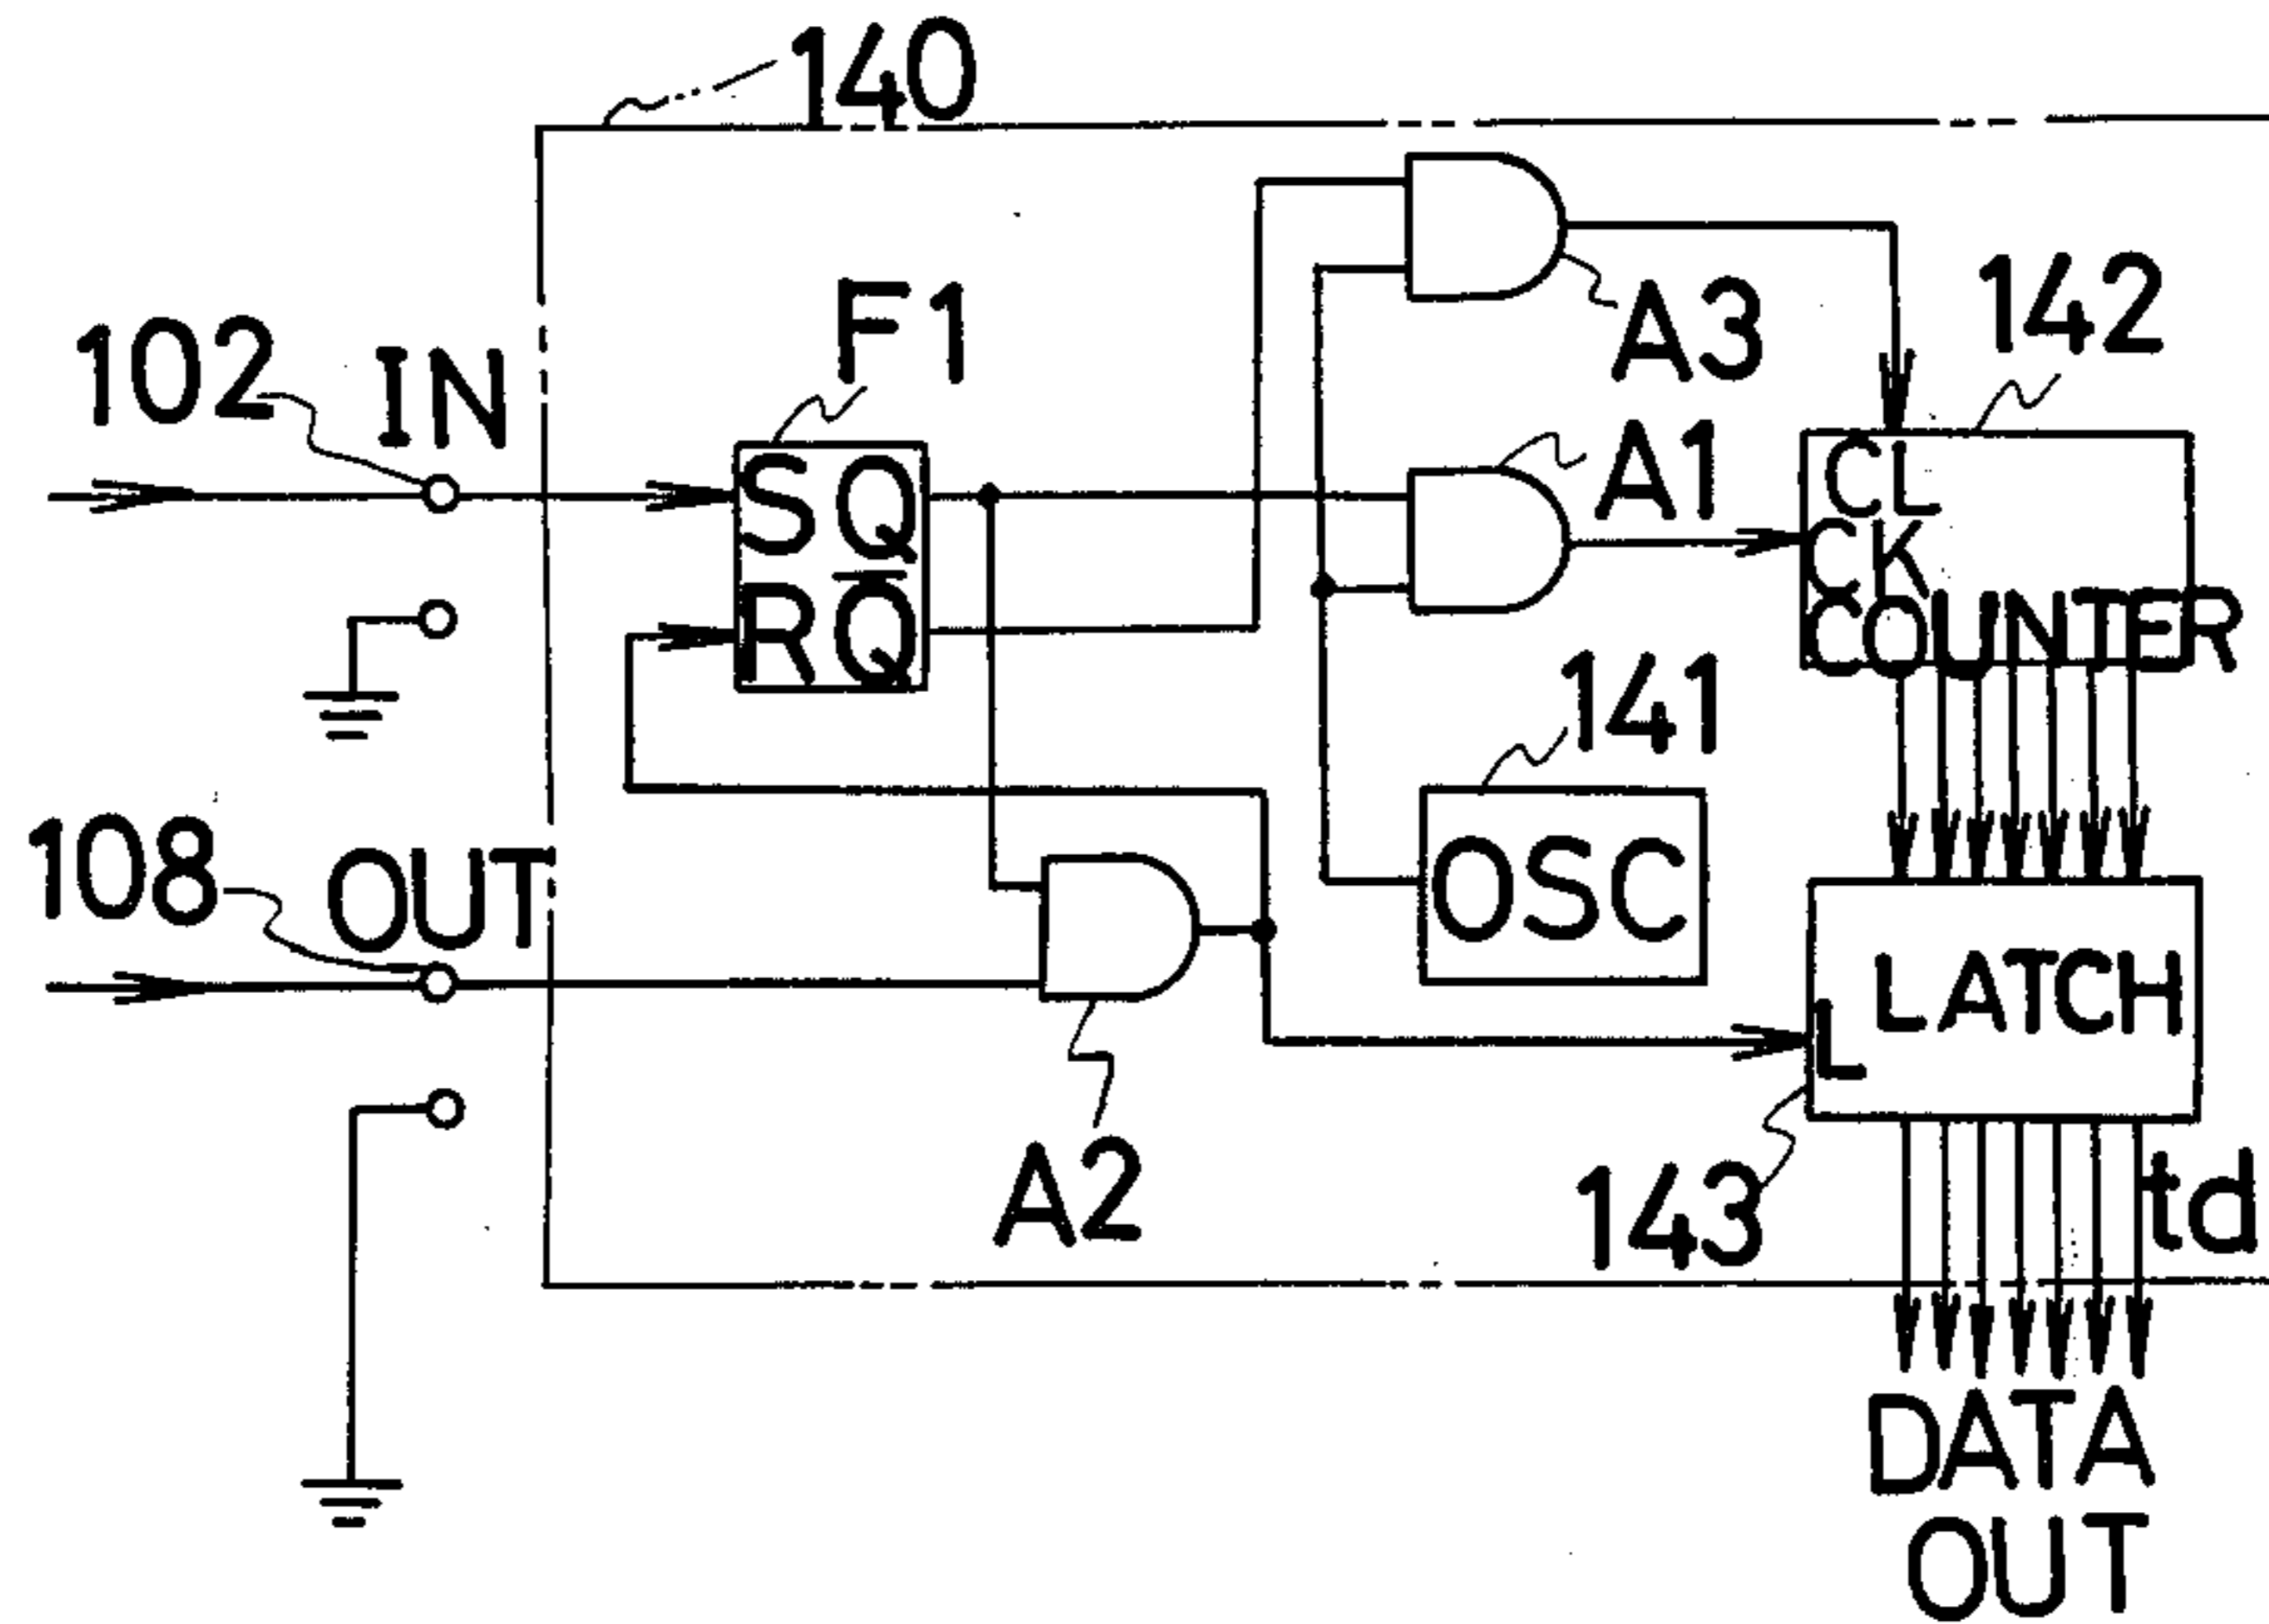 140
F1
102 IN
A3
142
S Q
R Q̅
A1
CL
CK
COUNTER
141
OSC
108 OUT
LATCH
L
A2
143
td
DATA
OUT